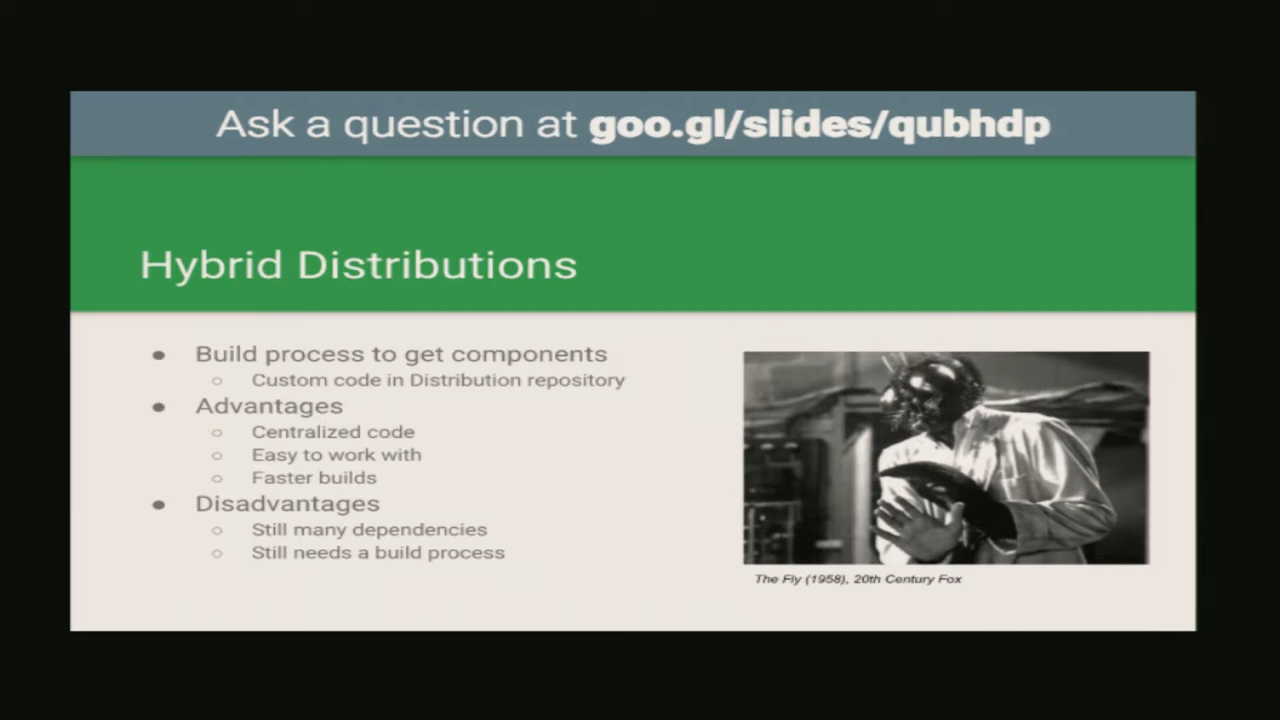 Ask a question at goo.gl/slides/qubhdp
Hybrid Distributions
● Build process to get components
○ Custom code in Distribution repository
● Advantages
○ Centralized code
○ Easy to work with
○ Faster builds
● Disadvantages
○ Still many dependencies
○ Still needs a build process
The Fly (1958), 20th Century Fox